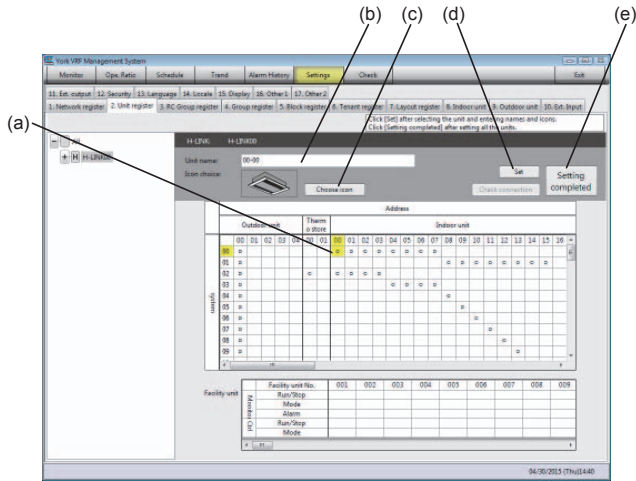 (b) (c) (d) (e)
York VRF Management System
Monitor Ope. Ratio Schedule Trend Alarm History Settings Check Exit
11. Ext. output 12. Security 13. Language 14. Locale 15. Display 16. Other1 17. Other2
1. Network register 2. Unit register 3. RC Group register 4. Group register 5. Block register 6. Tenant register 7. Layout register 8. Indoor unit 9. Outdoor unit 10. Ext. Input
Click [Set] after selecting the unit and entering names and icons.
Click [Setting completed] after setting all the units.
(a)
All
H H-LINK00
H-LINK: H-LINK00
Unit name: 00-00
Icon choice:
Choose icon
Set
Check connection
Setting completed
Address
Outdoor unit Therm o store Indoor unit
00 01 02 03 04 00 01 00 01 02 03 04 05 06 07 08 09 10 11 12 13 14 15 16
System
00
01
02
03
04
05
06
07
08
09
Facility unit
Facility unit No. 001 002 003 004 005 006 007 008 009
Monitor
Run/Stop
Mode
Alarm
Ctrl
Run/Stop
Mode
04/30/2015 (Thu)14:40